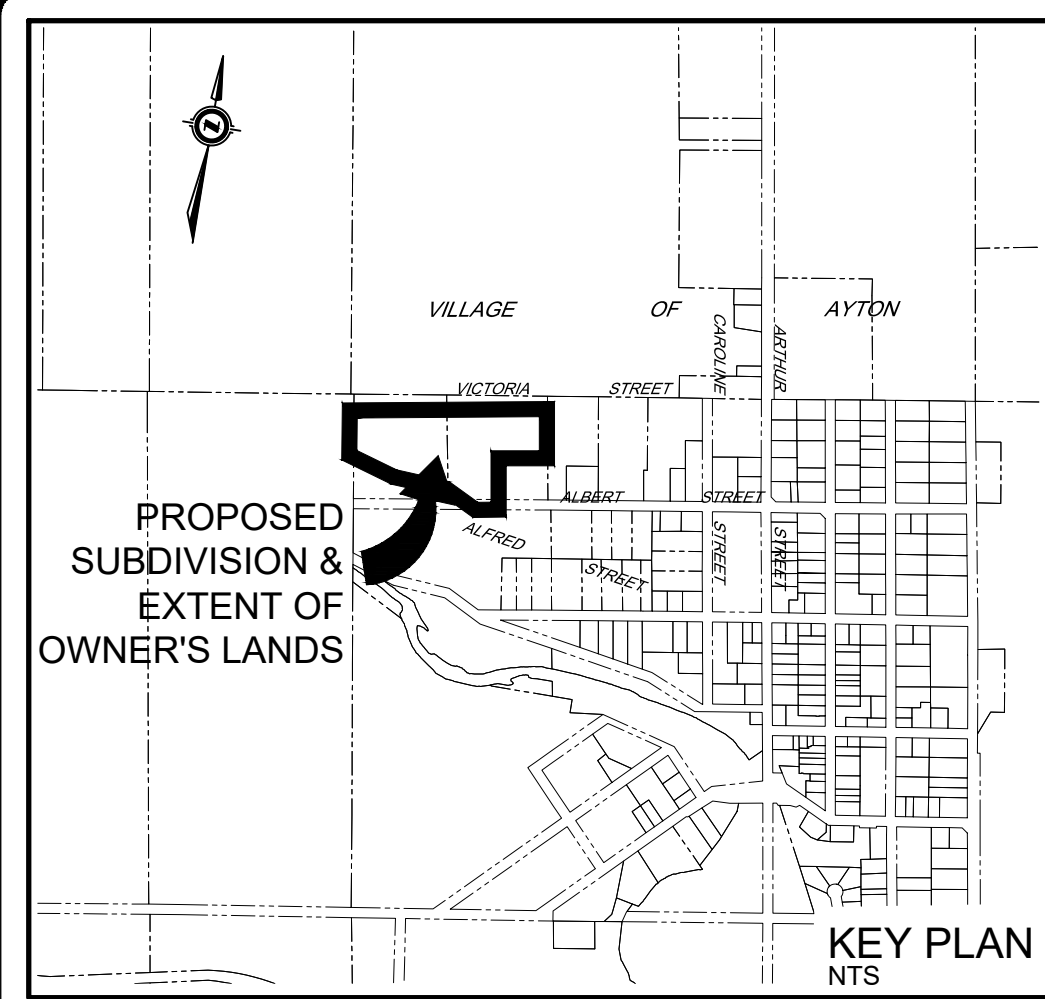 VILLAGE OF AYTON
CAROLINE
ARTHUR
VICTORIA STREET
ALBERT STREET
PROPOSED
SUBDIVISION &
EXTENT OF
OWNER'S LANDS
ALFRED
STREET
STREET
STREET
KEY PLAN
NTS